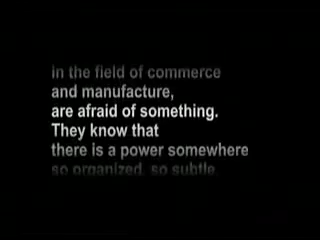 in the field of commerce
and manufacture,
are afraid of something.
They know that
there is a power somewhere
so organized, so subtle,